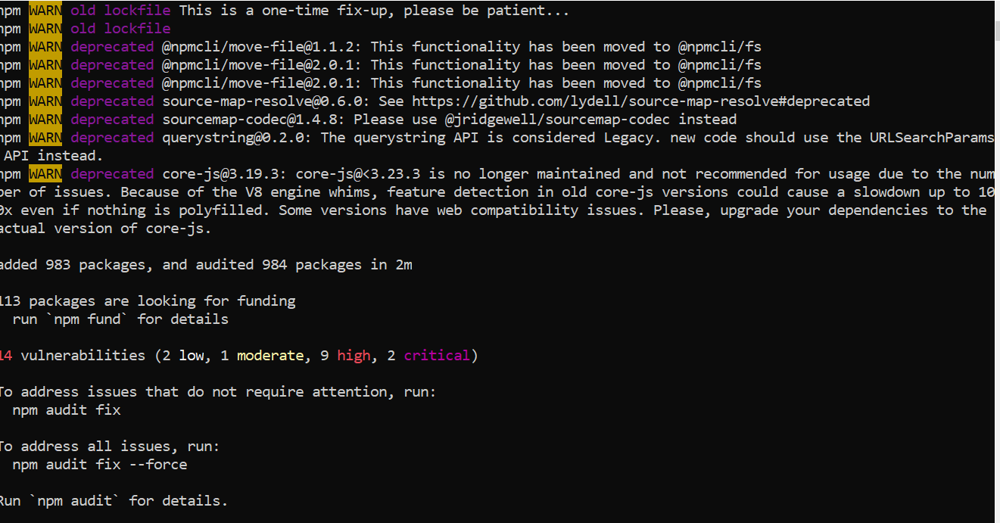 npm WARN old lockfile This is a one-time fix-up, please be patient...
npm WARN old lockfile
npm WARN deprecated @npmcli/move-file@1.1.2: This functionality has been moved to @npmcli/fs
npm WARN deprecated @npmcli/move-file@2.0.1: This functionality has been moved to @npmcli/fs
npm WARN deprecated @npmcli/move-file@2.0.1: This functionality has been moved to @npmcli/fs
npm WARN deprecated source-map-resolve@0.6.0: See https://github.com/lydell/source-map-resolve#deprecated
npm WARN deprecated sourcemap-codec@1.4.8: Please use @jridgewell/sourcemap-codec instead
npm WARN deprecated querystring@0.2.0: The querystring API is considered Legacy. new code should use the URLSearchParams
API instead.
npm WARN deprecated core-js@3.19.3: core-js@<3.23.3 is no longer maintained and not recommended for usage due to the num
ber of issues. Because of the V8 engine whims, feature detection in old core-js versions could cause a slowdown up to 10
0x even if nothing is polyfilled. Some versions have web compatibility issues. Please, upgrade your dependencies to the
actual version of core-js.
added 983 packages, and audited 984 packages in 2m
113 packages are looking for funding
run `npm fund` for details
14 vulnerabilities (2 low, 1 moderate, 9 high, 2 critical)
To address issues that do not require attention, run:
npm audit fix
To address all issues, run:
npm audit fix --force
Run `npm audit` for details.